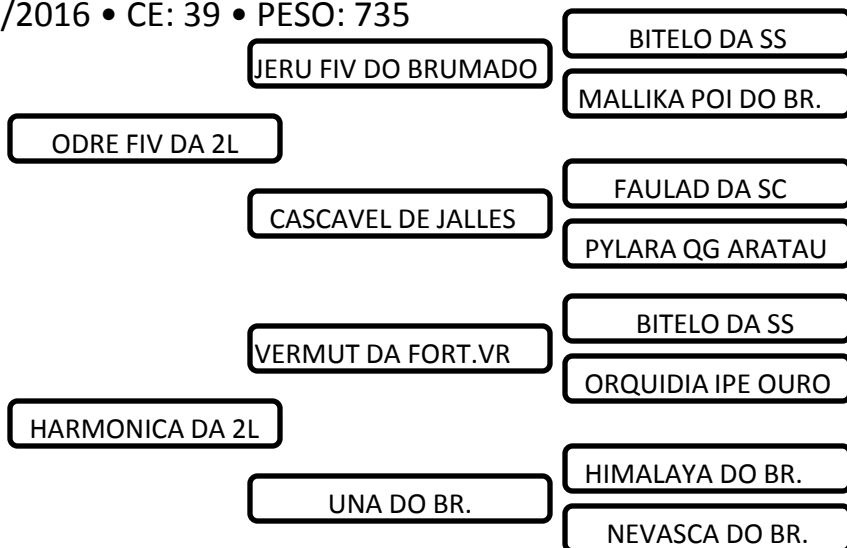 /2016 • CE: 39 • PESO: 735
BITELO DA SS
JERU FIV DO BRUMADO
MALLIKA POI DO BR.
ODRE FIV DA 2L
FAULAD DA SC
CASCAVEL DE JALLES
PYLARA QG ARATAU
BITELO DA SS
VERMUT DA FORT.VR
ORQUIDIA IPE OURO
HARMONICA DA 2L
HIMALAYA DO BR.
UNA DO BR.
NEVASCA DO BR.